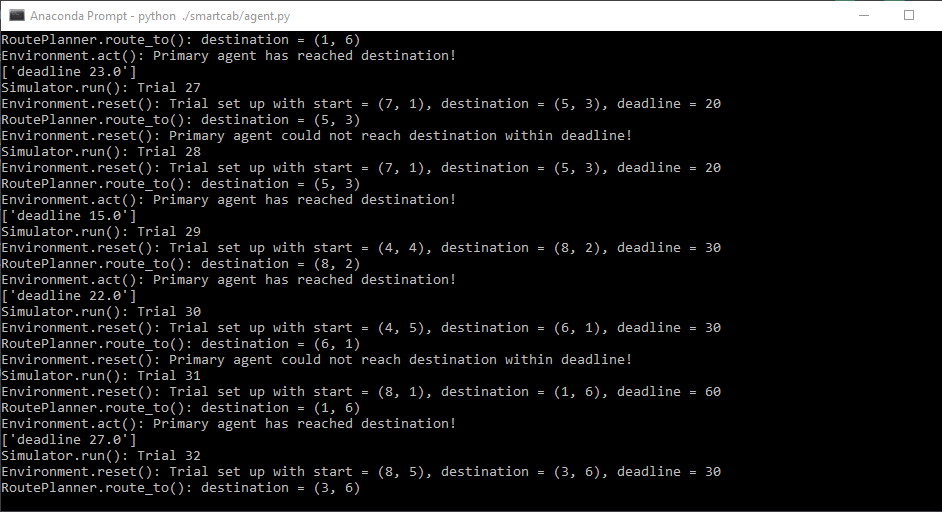 Anaconda Prompt - python ./smartcab/agent.py
RoutePlanner.route_to(): destination = (1, 6)
Environment.act(): Primary agent has reached destination!
['deadline 23.0']
Simulator.run(): Trial 27
Environment.reset(): Trial set up with start = (7, 1), destination = (5, 3), deadline = 20
RoutePlanner.route_to(): destination = (5, 3)
Environment.reset(): Primary agent could not reach destination within deadline!
Simulator.run(): Trial 28
Environment.reset(): Trial set up with start = (7, 1), destination = (5, 3), deadline = 20
RoutePlanner.route_to(): destination = (5, 3)
Environment.act(): Primary agent has reached destination!
['deadline 15.0']
Simulator.run(): Trial 29
Environment.reset(): Trial set up with start = (4, 4), destination = (8, 2), deadline = 30
RoutePlanner.route_to(): destination = (8, 2)
Environment.act(): Primary agent has reached destination!
['deadline 22.0']
Simulator.run(): Trial 30
Environment.reset(): Trial set up with start = (4, 5), destination = (6, 1), deadline = 30
RoutePlanner.route_to(): destination = (6, 1)
Environment.reset(): Primary agent could not reach destination within deadline!
Simulator.run(): Trial 31
Environment.reset(): Trial set up with start = (8, 1), destination = (1, 6), deadline = 60
RoutePlanner.route_to(): destination = (1, 6)
Environment.act(): Primary agent has reached destination!
['deadline 27.0']
Simulator.run(): Trial 32
Environment.reset(): Trial set up with start = (8, 5), destination = (3, 6), deadline = 30
RoutePlanner.route_to(): destination = (3, 6)